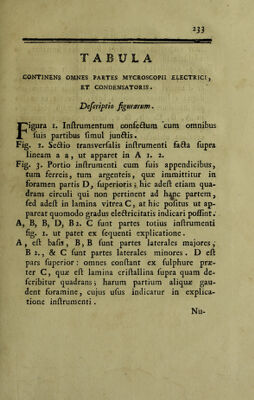 233
TABULA
CONTINENS OMNES PARTES MYCROSCOPII ELECTRICI,
ET CONDENSATORIS.
Deſcriptio figurarum.
Figura 1. Inſtrumentum confectum cum omnibus
ſuis partibus ſimul junctis.
Fig. 2. Sectio transverſalis inſtrumenti facta ſupra
lineam a a, ut apparet in A 1. 2.
Fig. 3. Portio inſtrumenti cum ſuis appendicibus,
tum ferreis, tum argenteis, quæ immittitur in
foramen partis D, ſuperioris; hic adeſt etiam qua-
dram circuli qui non pertinent ad hanc partem,
ſed adeſt in lamina vitrea C, at hic poſitus ut ap-
pareat quomodo gradus electricitatis indicari poſſint.
A, B, B, D, B 2. C ſunt partes totius inſtrumenti
fig. 1. ut patet ex ſequenti explicatione.
A, eſt baſis, B, B ſunt partes laterales majores,
B 2., & C ſunt partes laterales minores. D eſt
pars ſuperior: omnes conſtant ex ſulphure præ-
ter C, quæ eſt lamina criſtallina ſupra quam de-
ſcribitur quadrans; harum partium aliquæ gau-
dent foramine, cujus uſus indicatur in explica-
tione inſtrumenti.
Nu-